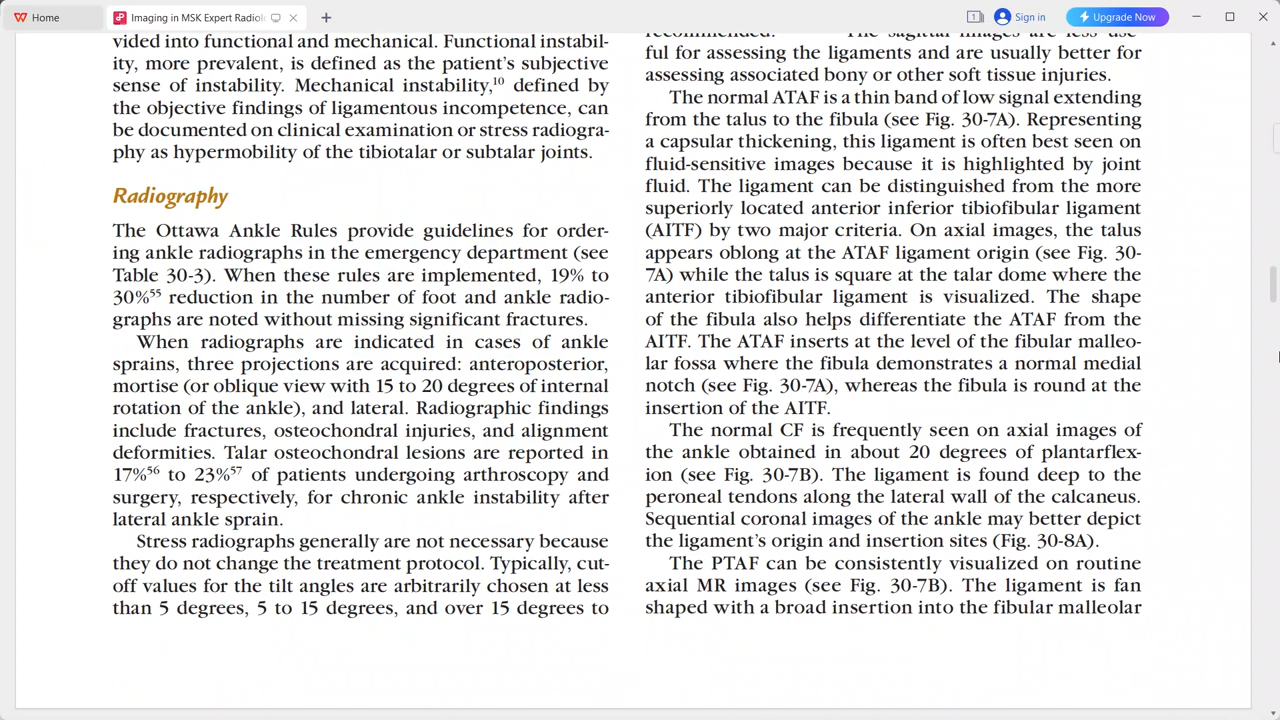 Home
Imaging in MSK Expert Radiol
1
Sign in
Upgrade Now
vided into functional and mechanical. Functional instabil-
ity, more prevalent, is defined as the patient's subjective
sense of instability. Mechanical instability,10 defined by
the objective findings of ligamentous incompetence, can
be documented on clinical examination or stress radiogra-
phy as hypermobility of the tibiotalar or subtalar joints.
Radiography
The Ottawa Ankle Rules provide guidelines for order-
ing ankle radiographs in the emergency department (see
Table 30-3). When these rules are implemented, 19% to
30%55 reduction in the number of foot and ankle radio-
graphs are noted without missing significant fractures.
When radiographs are indicated in cases of ankle
sprains, three projections are acquired: anteroposterior,
mortise (or oblique view with 15 to 20 degrees of internal
rotation of the ankle), and lateral. Radiographic findings
include fractures, osteochondral injuries, and alignment
deformities. Talar osteochondral lesions are reported in
17%56 to 23%57 of patients undergoing arthroscopy and
surgery, respectively, for chronic ankle instability after
lateral ankle sprain.
Stress radiographs generally are not necessary because
they do not change the treatment protocol. Typically, cut-
off values for the tilt angles are arbitrarily chosen at less
than 5 degrees, 5 to 15 degrees, and over 15 degrees to
recommended. The sagittal images are less use-
ful for assessing the ligaments and are usually better for
assessing associated bony or other soft tissue injuries.
The normal ATAF is a thin band of low signal extending
from the talus to the fibula (see Fig. 30-7A). Representing
a capsular thickening, this ligament is often best seen on
fluid-sensitive images because it is highlighted by joint
fluid. The ligament can be distinguished from the more
superiorly located anterior inferior tibiofibular ligament
(AITF) by two major criteria. On axial images, the talus
appears oblong at the ATAF ligament origin (see Fig. 30-
7A) while the talus is square at the talar dome where the
anterior tibiofibular ligament is visualized. The shape
of the fibula also helps differentiate the ATAF from the
AITF. The ATAF inserts at the level of the fibular malleo-
lar fossa where the fibula demonstrates a normal medial
notch (see Fig. 30-7A), whereas the fibula is round at the
insertion of the AITF.
The normal CF is frequently seen on axial images of
the ankle obtained in about 20 degrees of plantarflex-
ion (see Fig. 30-7B). The ligament is found deep to the
peroneal tendons along the lateral wall of the calcaneus.
Sequential coronal images of the ankle may better depict
the ligament's origin and insertion sites (Fig. 30-8A).
The PTAF can be consistently visualized on routine
axial MR images (see Fig. 30-7B). The ligament is fan
shaped with a broad insertion into the fibular malleolar